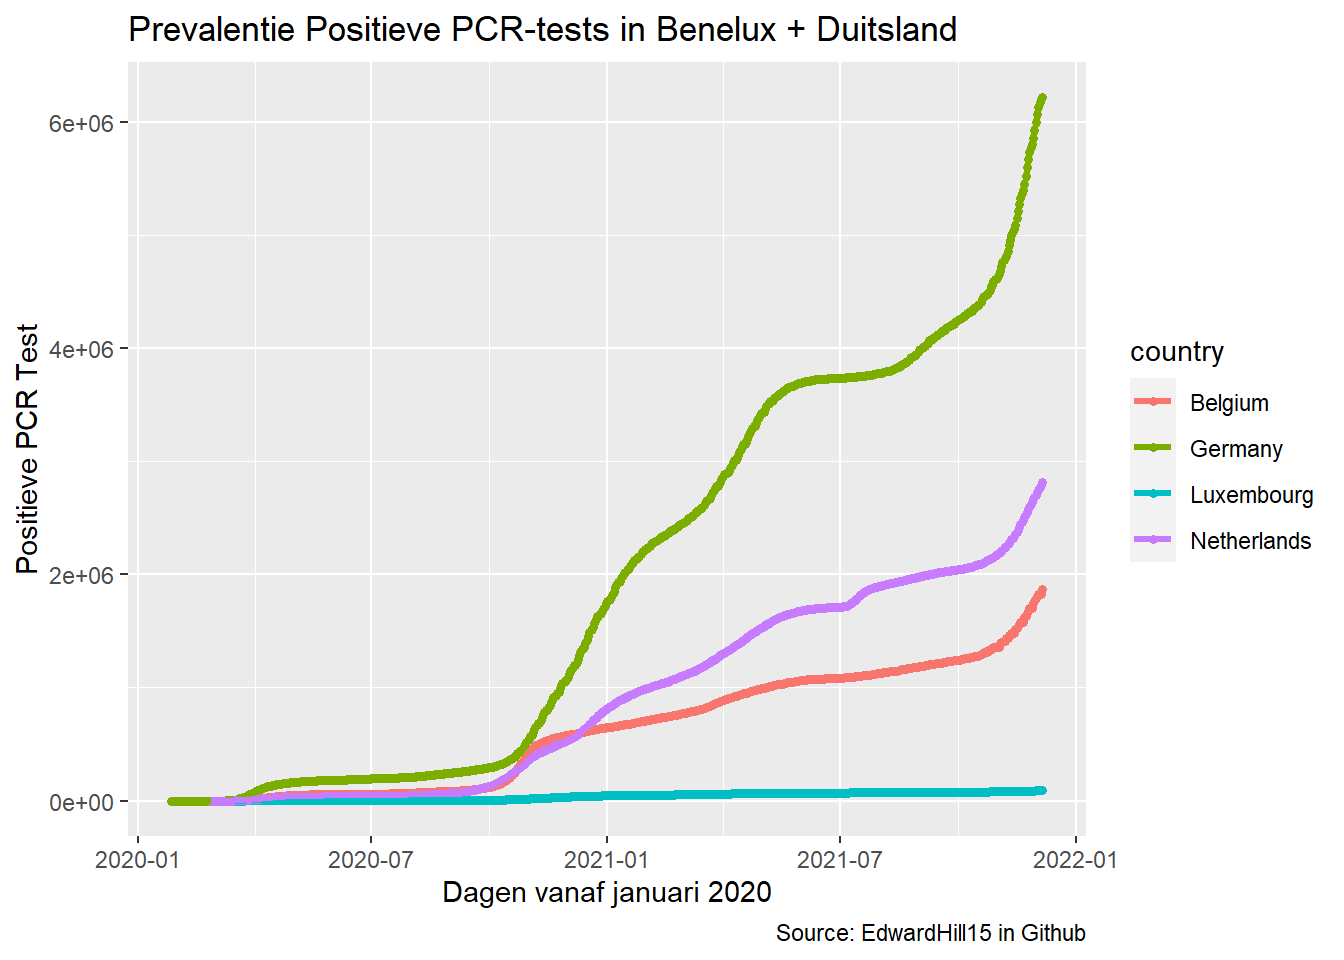 Prevalentie Positieve PCR-tests in Benelux + Duitsland
6e+06
4e+06
2e+06
0e+00
Positieve PCR Test
2020-01
2020-07
2021-01
2021-07
2022-01
Dagen vanaf januari 2020
country
Belgium
Germany
Luxembourg
Netherlands
Source: EdwardHill15 in Github